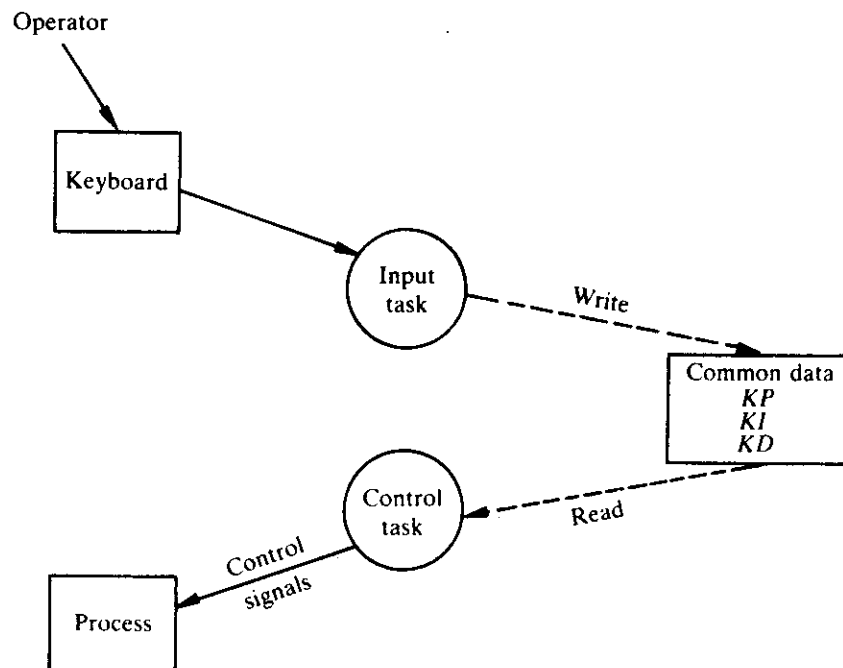 Operator
Keyboard
Input
task
Write
Common data
KP
KI
KD
Control
task
Read
Control
signals
Process